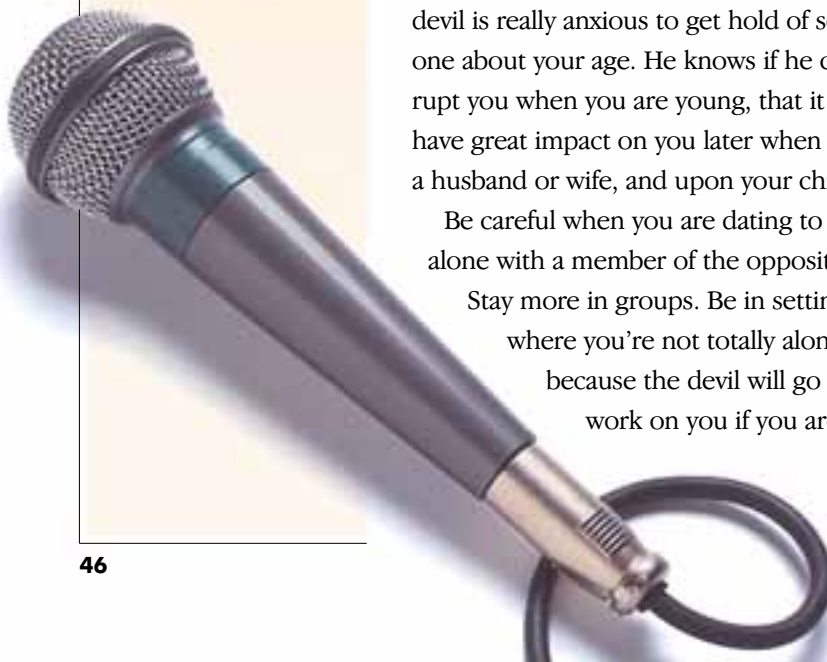 devil is really anxious to get hold of s
one about your age. He knows if he c
rupt you when you are young, that it
have great impact on you later when
a husband or wife, and upon your chi
Be careful when you are dating to
alone with a member of the opposit
Stay more in groups. Be in settin
where you’re not totally alon
because the devil will go
work on you if you ar
46